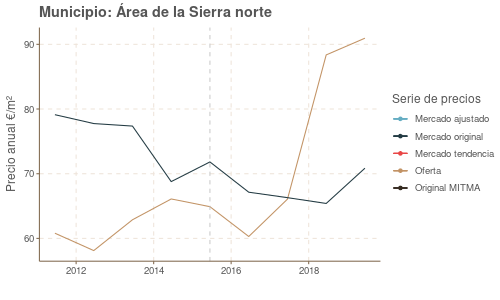 Municipio: Área de la Sierra norte
Precio anual €/m²
90
80
70
60
2012
2014
2016
2018
Serie de precios
Mercado ajustado
Mercado original
Mercado tendencia
Oferta
Original MITMA